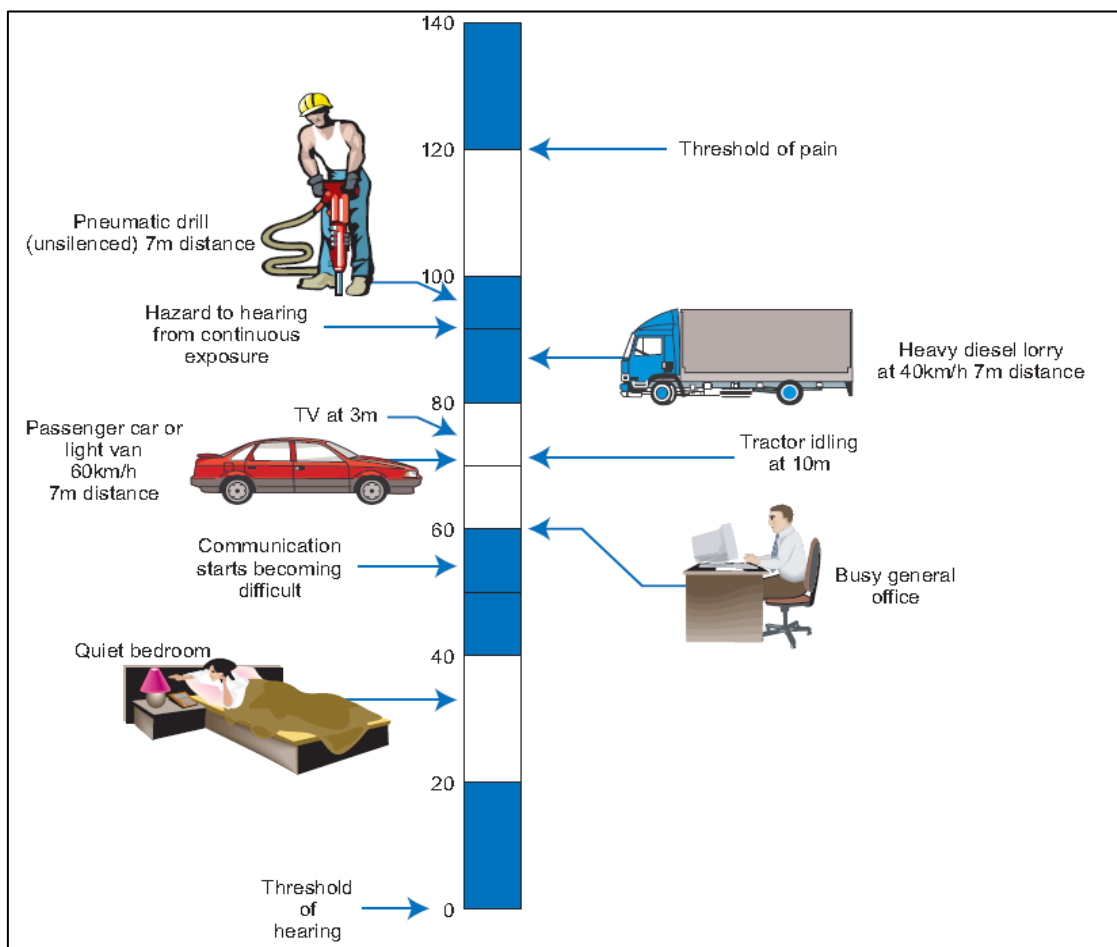 140
120
Threshold of pain
Pneumatic drill
(unsilenced) 7m distance
100
Hazard to hearing
from continuous
exposure
Heavy diesel lorry
at 40km/h 7m distance
80
TV at 3m
Passenger car or
light van
60km/h
7m distance
Tractor idling
at 10m
60
Communication
starts becoming
difficult
Busy general
office
Quiet bedroom
40
20
Threshold
of
hearing
0